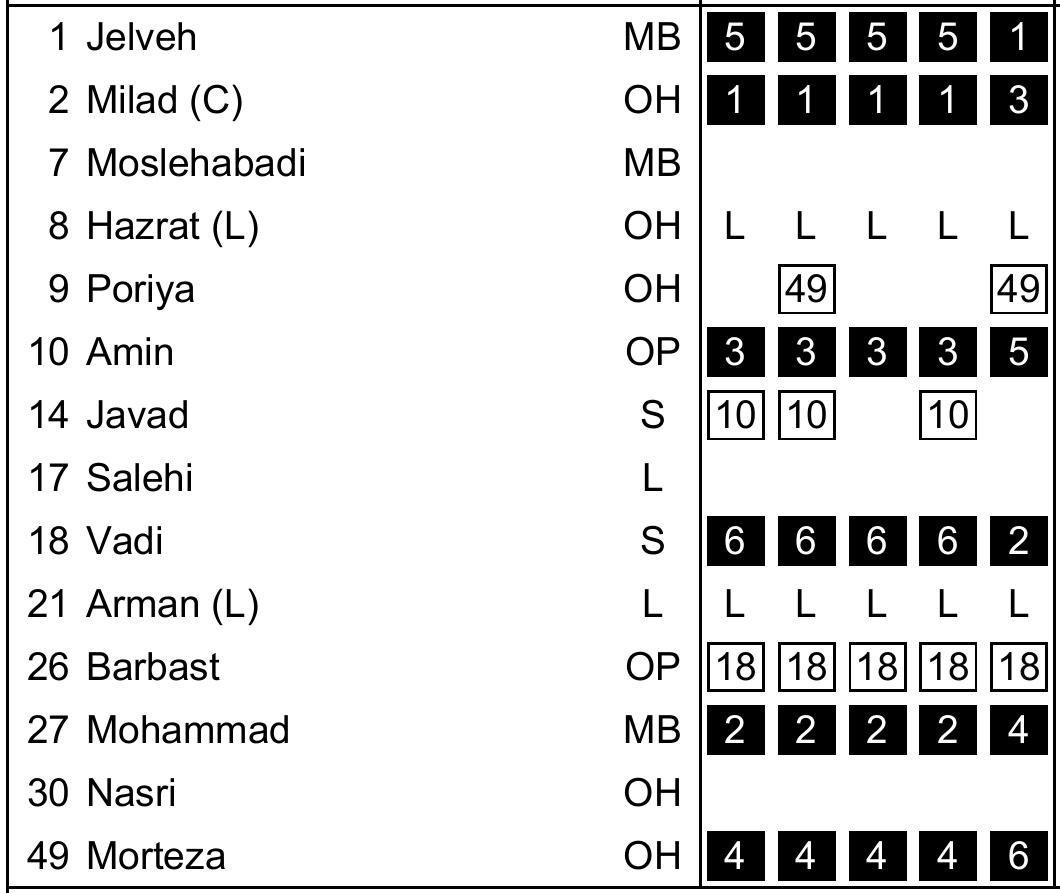 1 Jelveh MB 5 5 5 5 1
2 Milad (C) OH 1 1 1 1 3
7 Moslehabadi MB
8 Hazrat (L) OH L L L L L
9 Poriya OH 49 49
10 Amin OP 3 3 3 3 5
14 Javad S 10 10 10
17 Salehi L
18 Vadi S 6 6 6 6 2
21 Arman (L) L L L L L L
26 Barbast OP 18 18 18 18 18
27 Mohammad MB 2 2 2 2 4
30 Nasri OH
49 Morteza OH 4 4 4 4 6